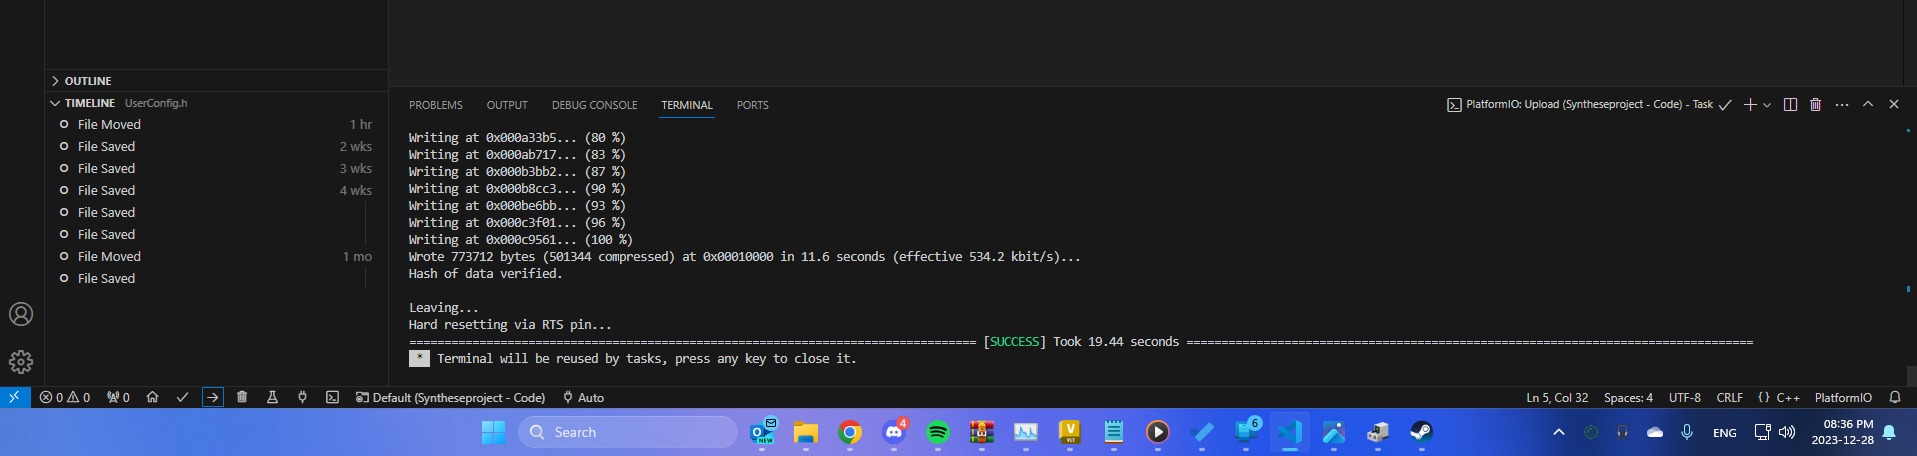 OUTLINE
TIMELINE UserConfig.h
File Moved 1 hr
File Saved 2 wks
File Saved 3 wks
File Saved 4 wks
File Saved
File Saved
File Moved 1 mo
File Saved
PROBLEMS OUTPUT DEBUG CONSOLE TERMINAL PORTS
PlatformIO: Upload (Syntheseproject - Code) - Task
Writing at 0x000a33b5... (80 %)
Writing at 0x000ab717... (83 %)
Writing at 0x000b3bb2... (87 %)
Writing at 0x000b8cc3... (90 %)
Writing at 0x000be6bb... (93 %)
Writing at 0x000c3f01... (96 %)
Writing at 0x000c9561... (100 %)
Wrote 773712 bytes (501344 compressed) at 0x00010000 in 11.6 seconds (effective 534.2 kbit/s)...
Hash of data verified.
Leaving...
Hard resetting via RTS pin...
================================================================================= [SUCCESS] Took 19.44 seconds =================================================================================
* Terminal will be reused by tasks, press any key to close it.
0 0 0 Default (Syntheseproject - Code) Auto Ln 5, Col 32 Spaces: 4 UTF-8 CRLF {} C++ PlatformIO
Search NEW 4 VLT 6 ENG 08:36 PM
2023-12-28